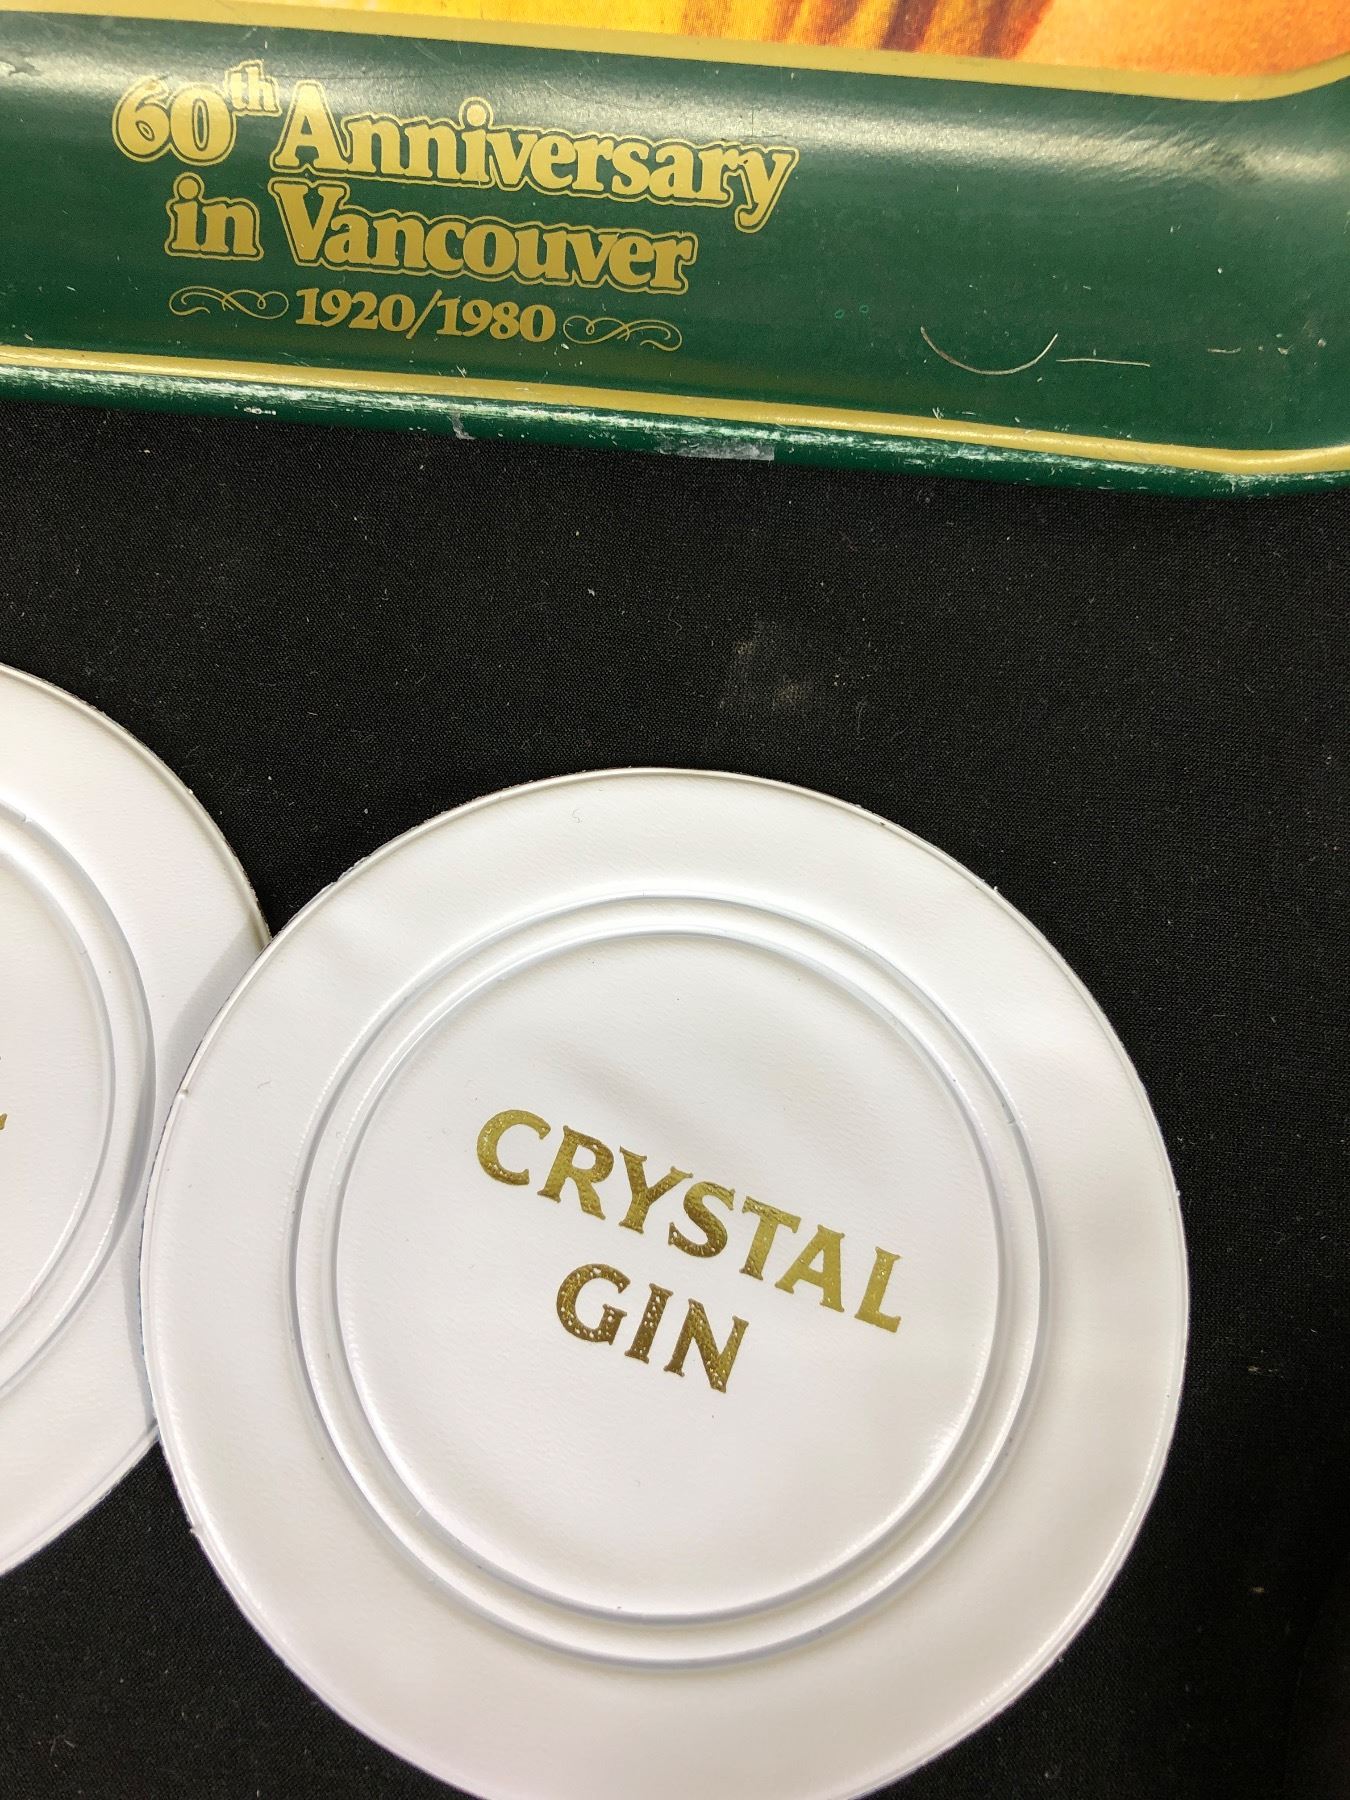 60th Anniversary
in Vancouver
1920/1980
CRYSTAL
GIN